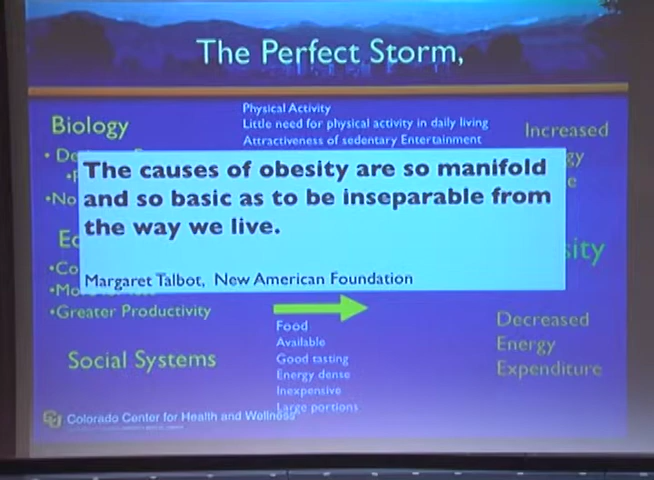 The Perfect Storm,
Physical Activity
Little need for physical activity in daily living
Attractiveness of sedentary Entertainment
Biology
Increased
The causes of obesity are so manifold
and so basic as to be inseparable from
the way we live.
Margaret Talbot, New American Foundation
•Greater Productivity
Social Systems
Food
Available
Good tasting
Energy dense
Inexpensive
Large portions
Decreased
Energy
Expenditure
CU Colorado Center for Health and Wellness